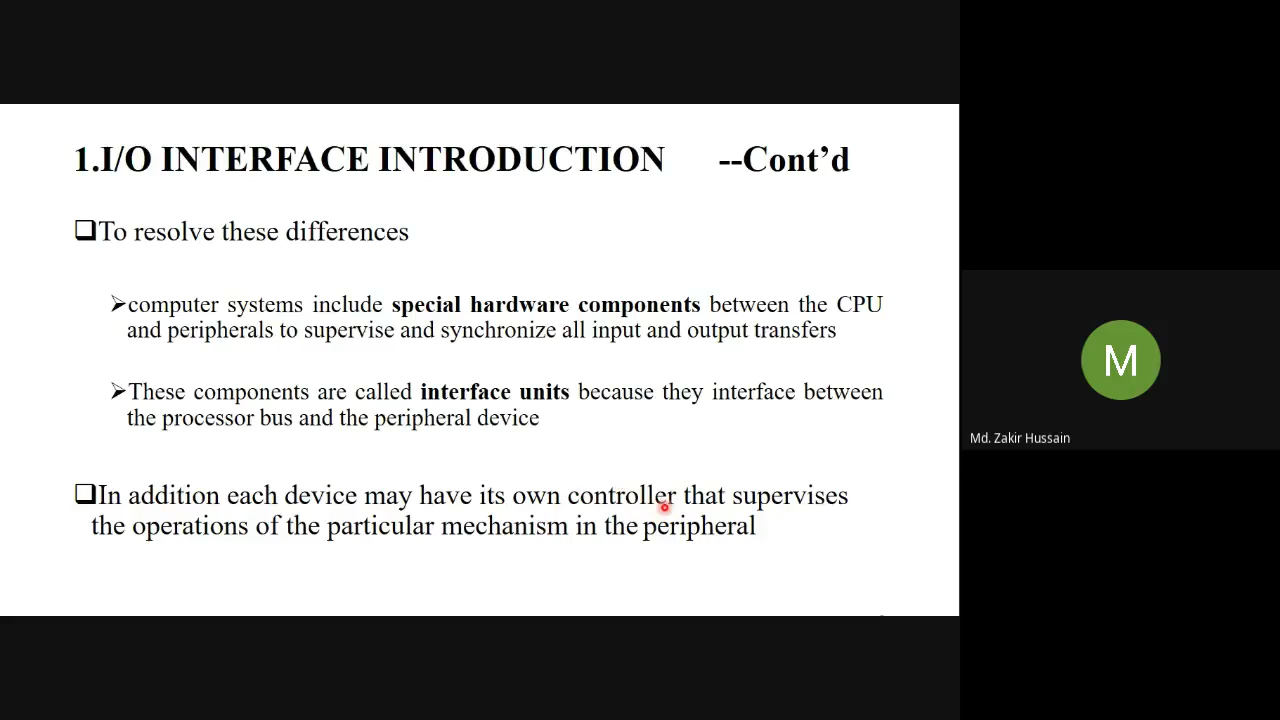 1.I/O INTERFACE INTRODUCTION --Cont’d
❑To resolve these differences
➢computer systems include special hardware components between the CPU
and peripherals to supervise and synchronize all input and output transfers
➢These components are called interface units because they interface between
the processor bus and the peripheral device
❑In addition each device may have its own controller that supervises
the operations of the particular mechanism in the peripheral
M
Md. Zakir Hussain